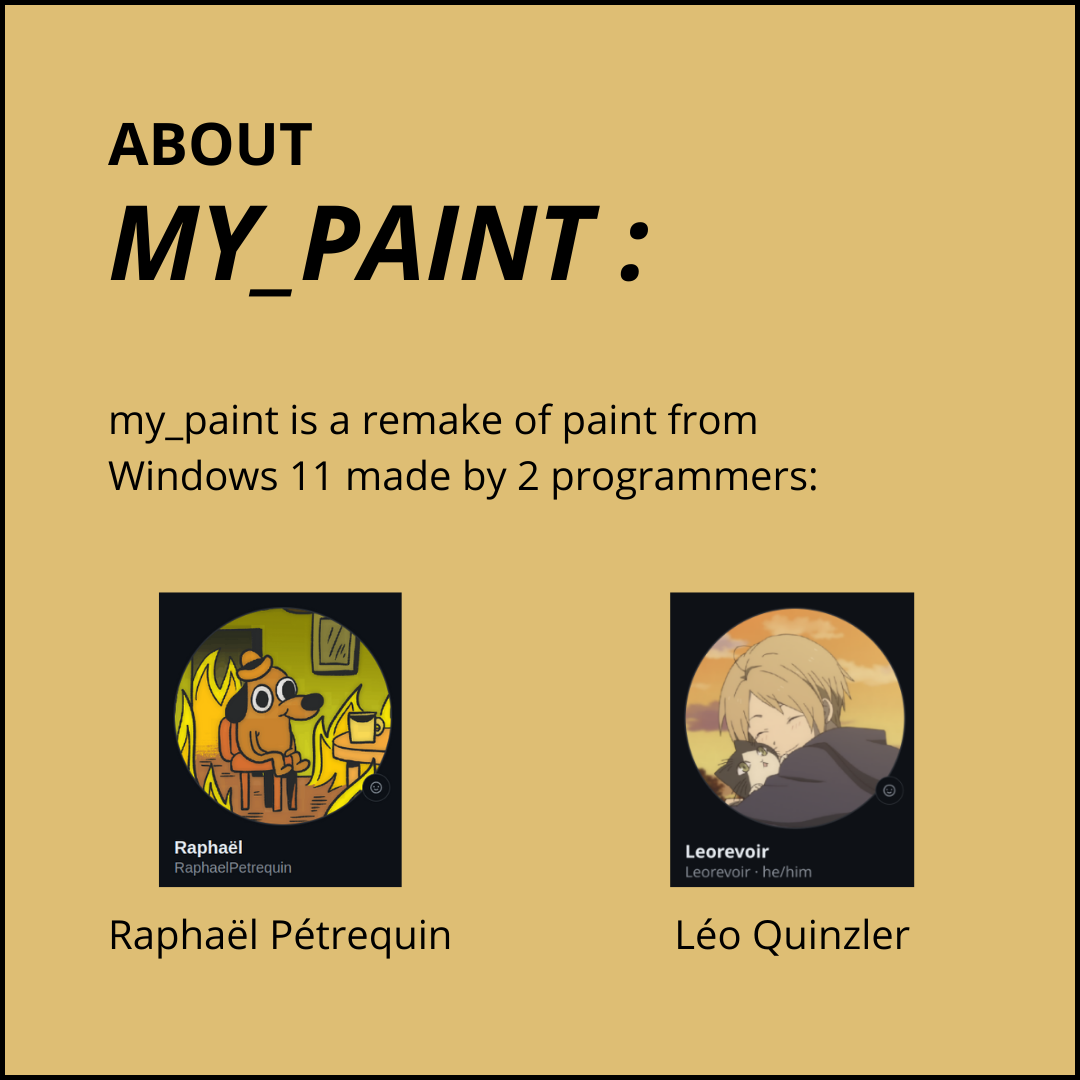 ABOUT
MY_PAINT :
my_paint is a remake of paint from
Windows 11 made by 2 programmers:
Raphaël
RaphaelPetrequin
Leorevoir
Leorevoir · he/him
Raphaël Pétrequin
Léo Quinzler